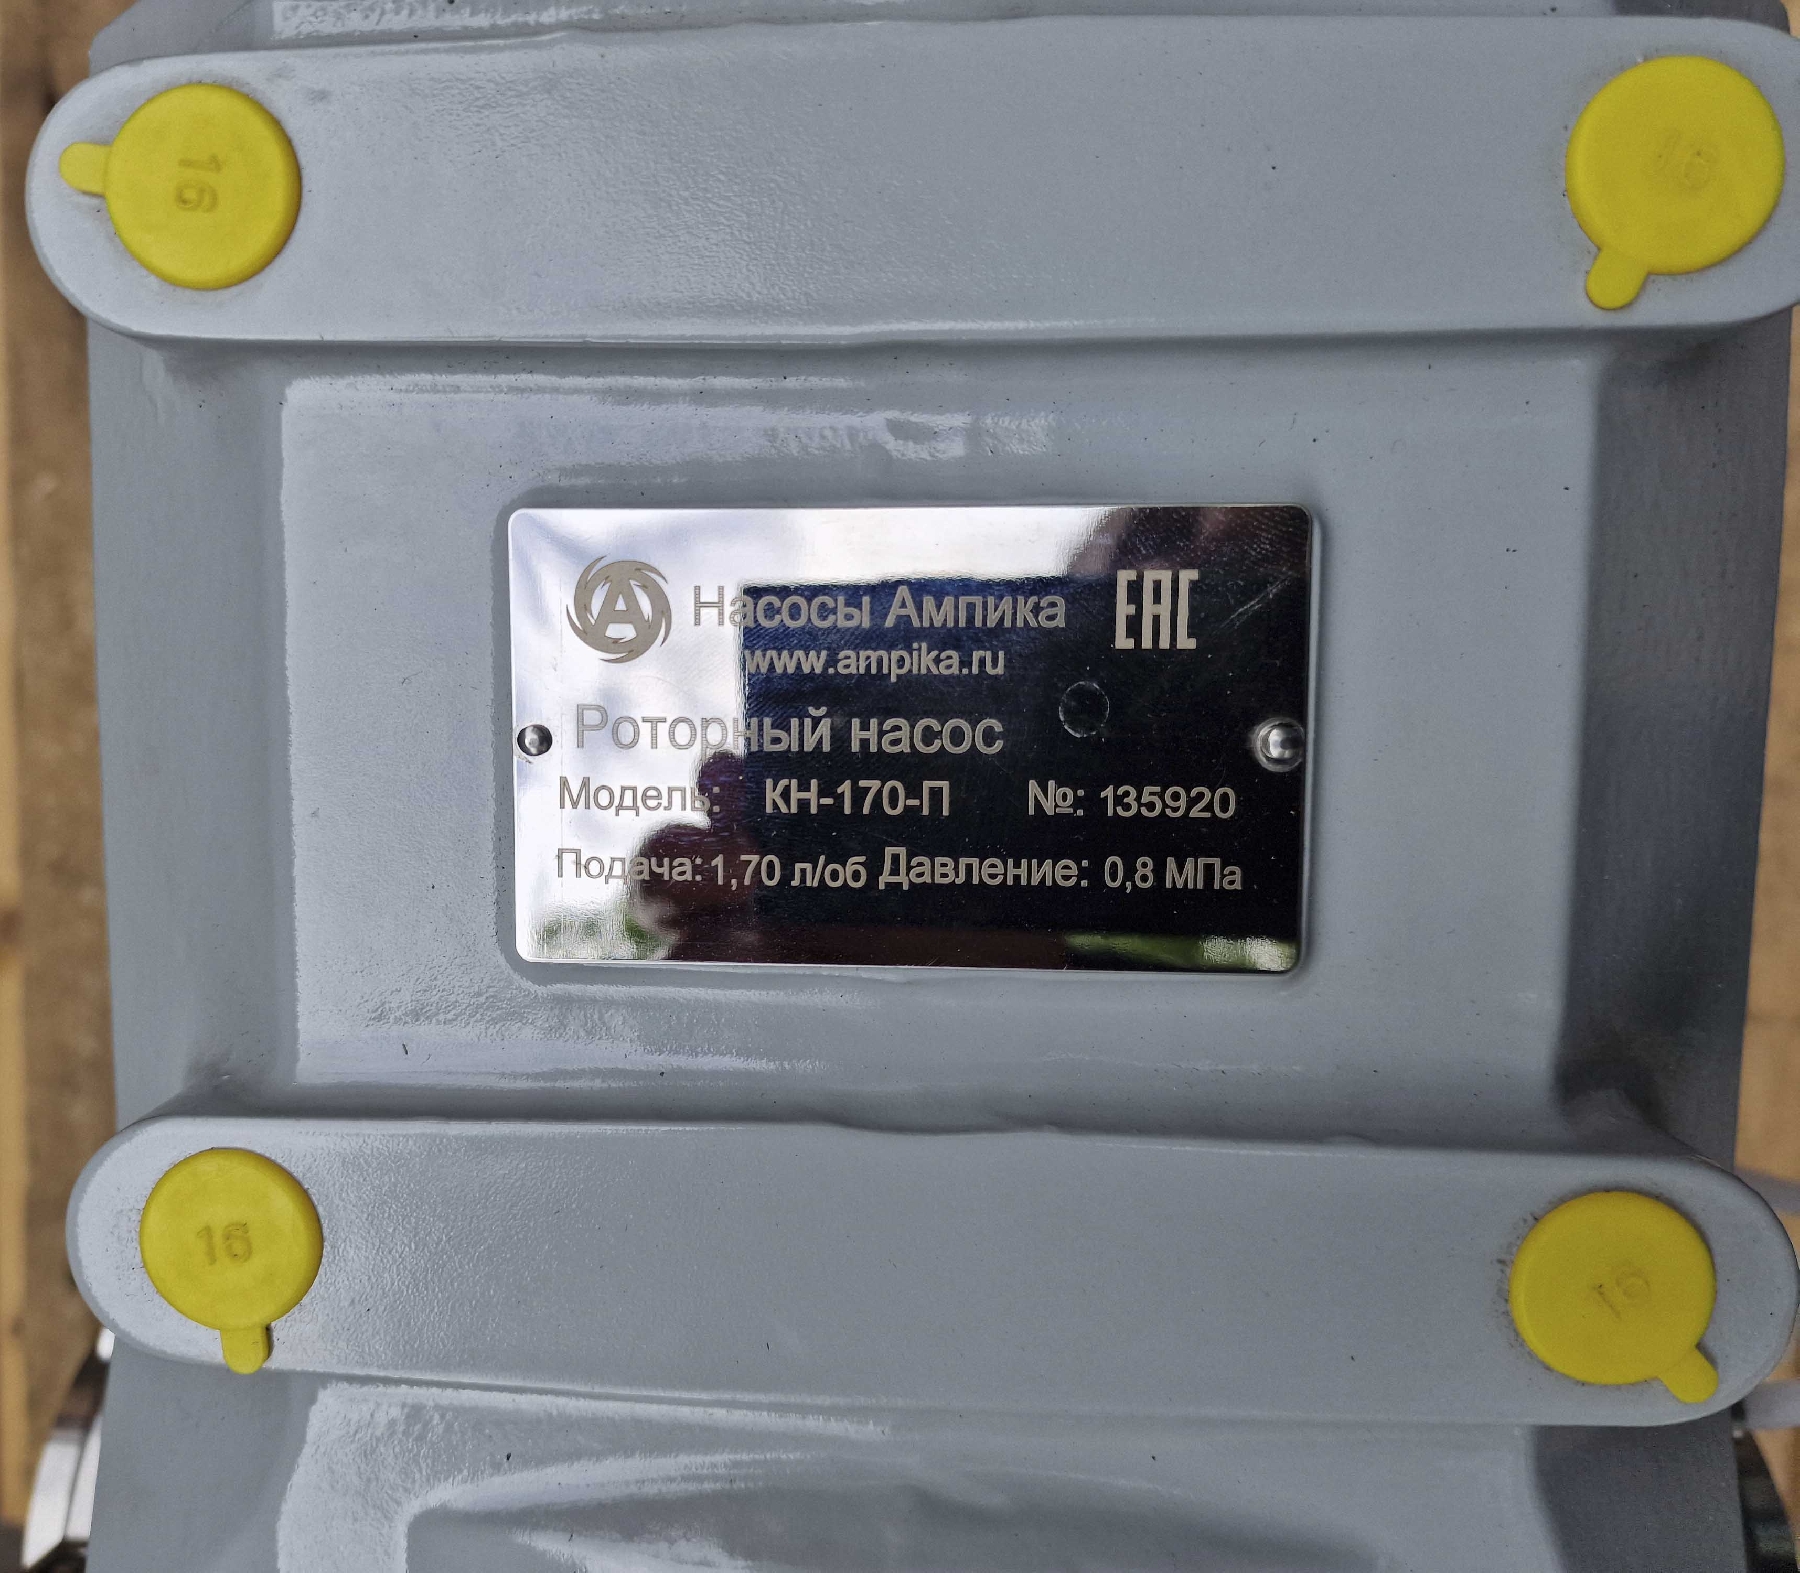 16
16
А Насосы Ампика EAC
www.ampika.ru
Роторный насос
Модель: КН-170-П №: 135920
Подача: 1,70 л/об Давление: 0,8 МПа
16
16